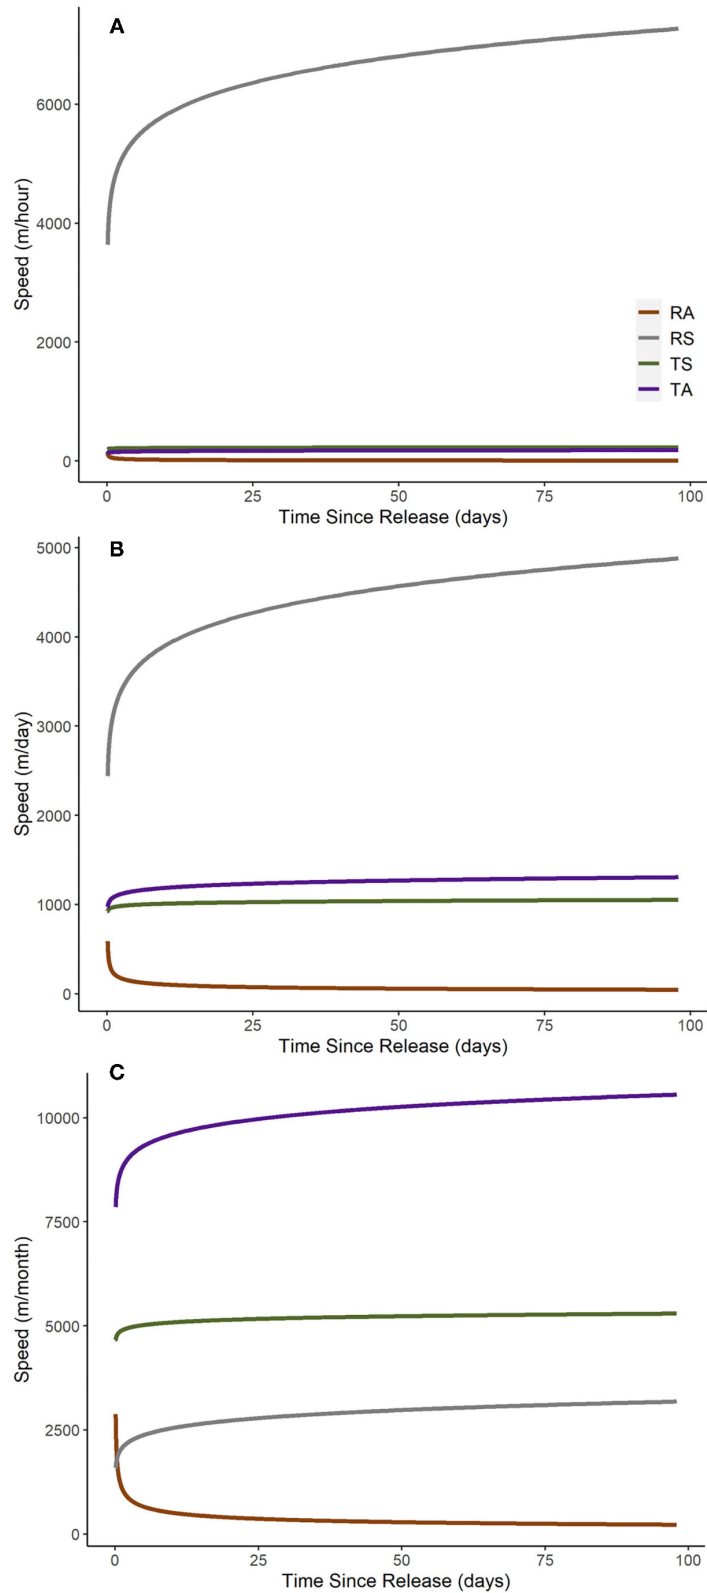 A
6000
4000
2000
0
Speed (m/hour)
RA
RS
TS
TA
0 25 50 75 100
Time Since Release (days)
B
5000
4000
3000
2000
1000
0
Speed (m/day)
0 25 50 75 100
Time Since Release (days)
C
10000
7500
5000
2500
0
Speed (m/month)
0 25 50 75 100
Time Since Release (days)